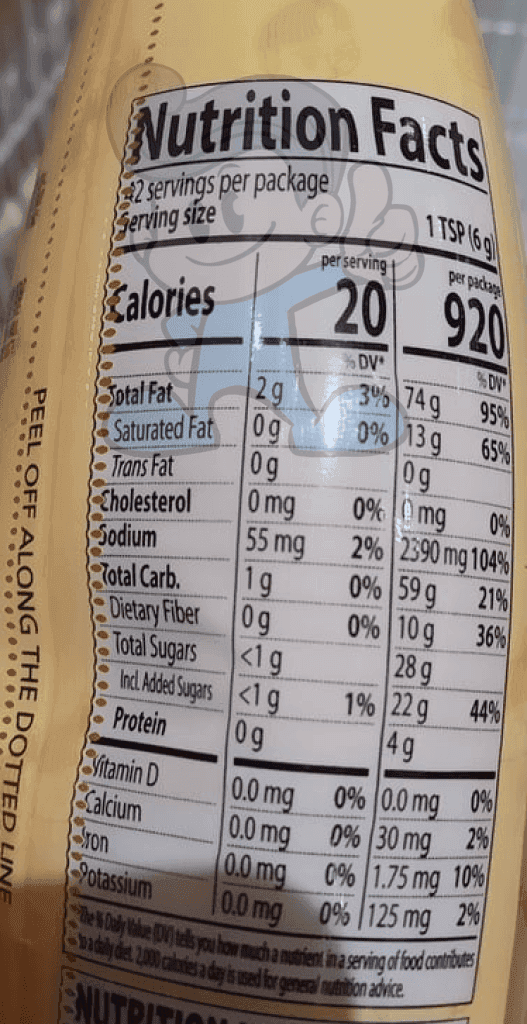 Nutrition Facts
42 servings per package
Serving size 1 TSP (6 g)
per serving per package
Calories 20 920
% DV* % DV*
Total Fat 2 g 3% 74 g 95%
Saturated Fat 0 g 0% 13 g 65%
Trans Fat 0 g 0 g
Cholesterol 0 mg 0% 0 mg 0%
Sodium 55 mg 2% 2390 mg 104%
Total Carb. 1 g 0% 59 g 21%
Dietary Fiber 0 g 0% 10 g 36%
Total Sugars <1 g 28 g
Incl. Added Sugars <1 g 1% 22 g 44%
Protein 0 g 4 g
Vitamin D 0.0 mg 0% 0.0 mg 0%
Calcium 0.0 mg 0% 30 mg 2%
Iron 0.0 mg 0% 1.75 mg 10%
Potassium 0.0 mg 0% 125 mg 2%
*The % Daily Value (DV) tells you how much a nutrient in a serving of food contributes
to a daily diet. 2,000 calories a day is used for general nutrition advice.
NUTRITION
PEEL OFF ALONG THE DOTTED LINE